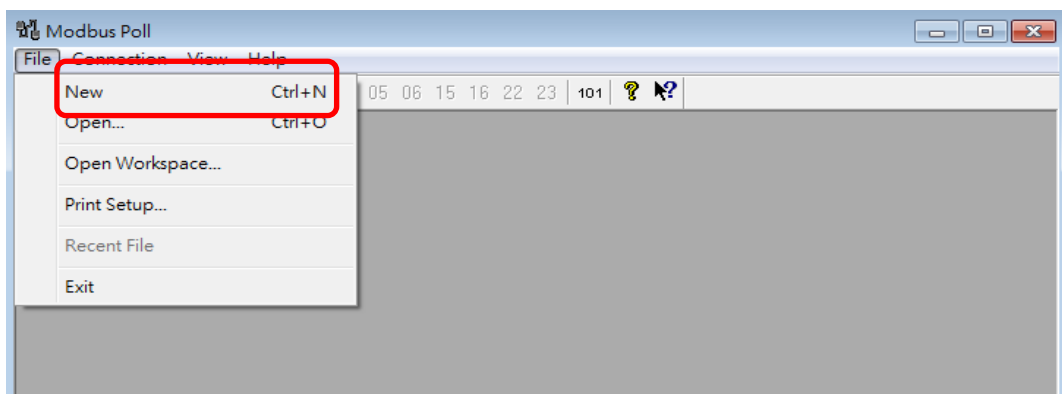 Modbus Poll
File Connection View Help
05 06 15 16 22 23 101
New Ctrl+N
Open... Ctrl+O
Open Workspace...
Print Setup...
Recent File
Exit